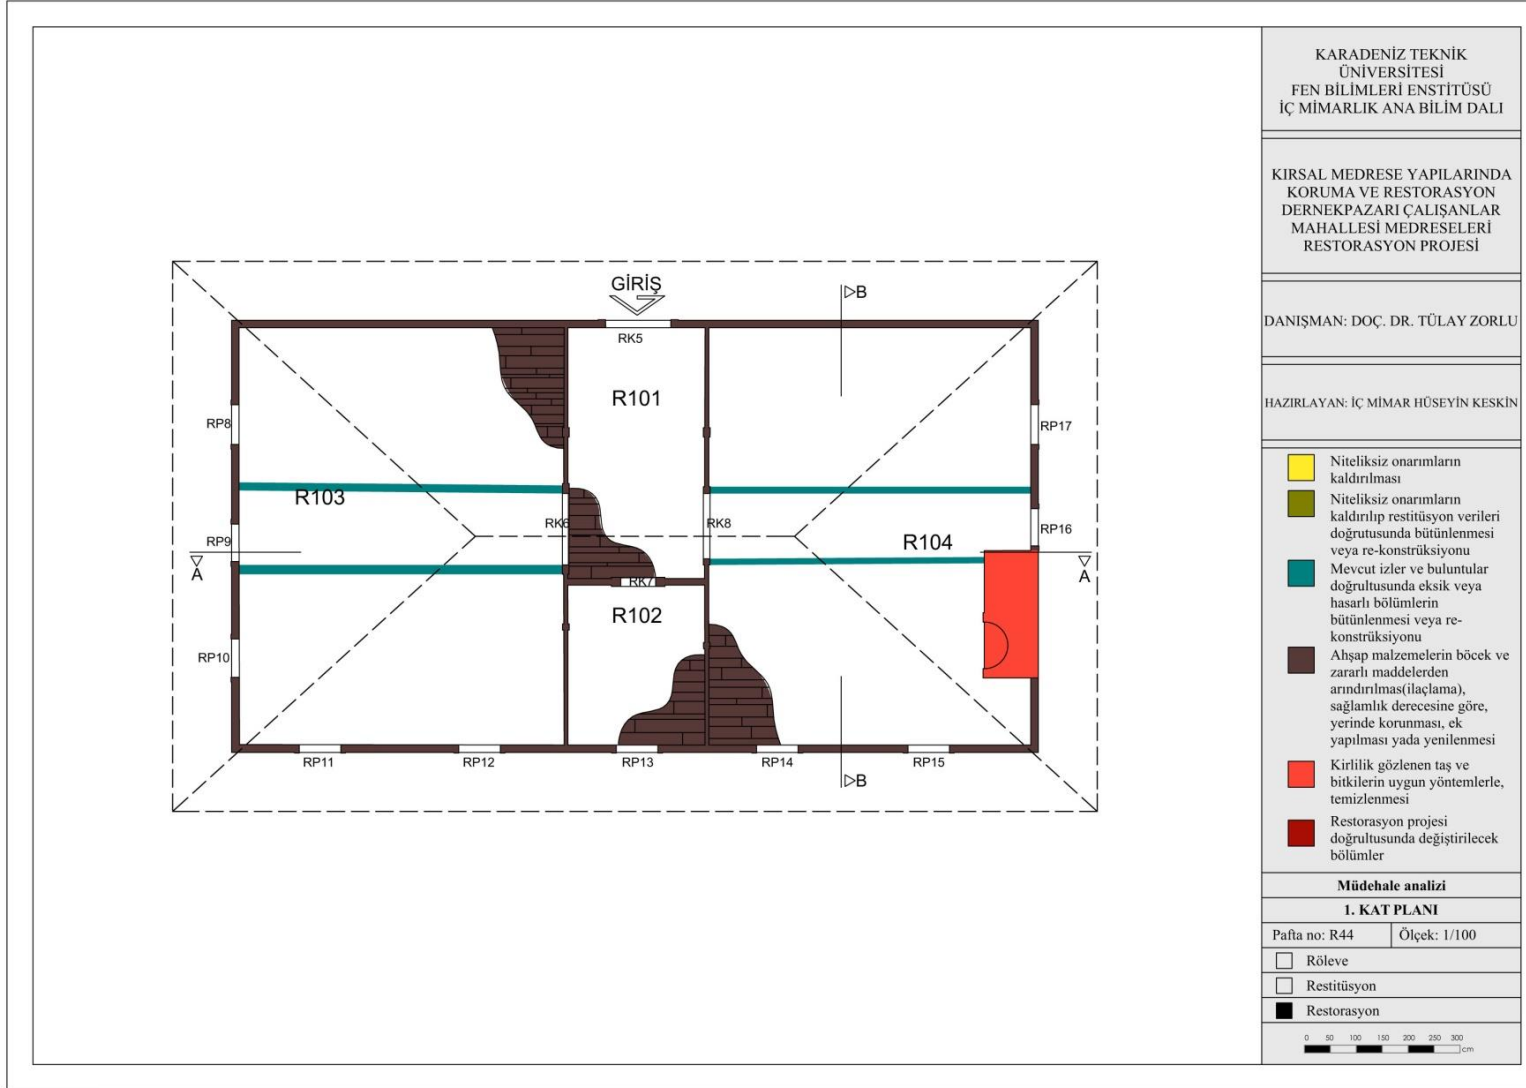 GİRİŞ
B
RK5
R101
RP8
RP17
R103
RK6
RK8
RP9
RP16
R104
A
A
RK7
R102
RP10
RP11
RP12
RP13
RP14
RP15
B
KARADENİZ TEKNİK
ÜNİVERSİTESİ
FEN BİLİMLERİ ENSTİTÜSÜ
İÇ MİMARLIK ANA BİLİM DALI
KIRSAL MEDRESE YAPILARINDA
KORUMA VE RESTORASYON
DERNEKPAZARI ÇALIŞANLAR
MAHALLESİ MEDRESELERİ
RESTORASYON PROJESİ
DANIŞMAN: DOÇ. DR. TÜLAY ZORLU
HAZIRLAYAN: İÇ MİMAR HÜSEYİN KESKİN
Niteliksiz onarımların
kaldırılması
Niteliksiz onarımların
kaldırılıp restitüsyon verileri
doğrutusunda bütünlenmesi
veya re-konstrüksiyonu
Mevcut izler ve buluntular
doğrultusunda eksik veya
hasarlı bölümlerin
bütünlenmesi veya re-
konstrüksiyonu
Ahşap malzemelerin böcek ve
zararlı maddelerden
arındırılması(ilaçlama),
sağlamlık derecesine göre,
yerinde korunması, ek
yapılması yada yenilenmesi
Kirlilik gözlenen taş ve
bitkilerin uygun yöntemlerle,
temizlenmesi
Restorasyon projesi
doğrultusunda değiştirilecek
bölümler
Müdehale analizi
1. KAT PLANI
Pafta no: R44 Ölçek: 1/100
Röleve
Restitüsyon
Restorasyon
0 50 100 150 200 250 300
cm